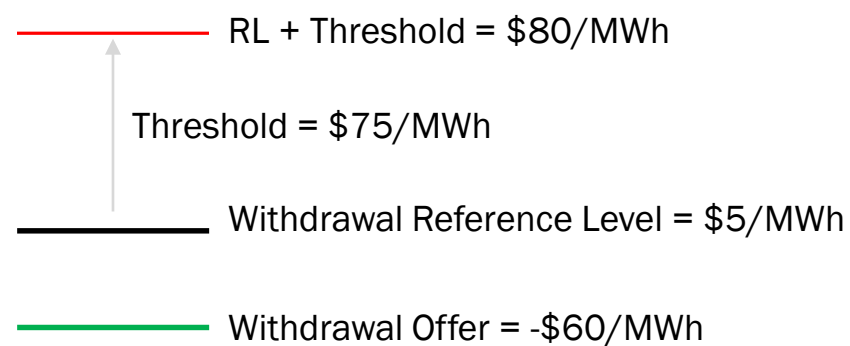 RL + Threshold = $80/MWh
Threshold = $75/MWh
Withdrawal Reference Level = $5/MWh
Withdrawal Offer = -$60/MWh